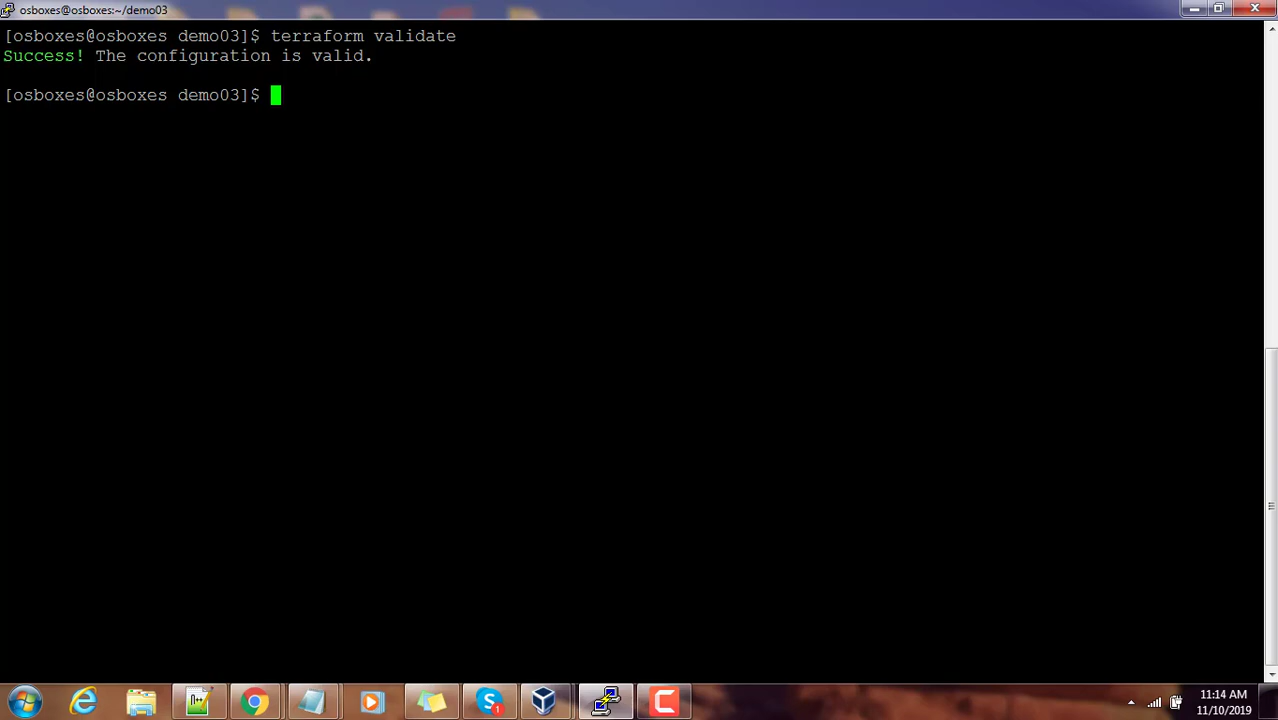 osboxes@osboxes:~/demo03
[osboxes@osboxes demo03]$ terraform validate
Success! The configuration is valid.
[osboxes@osboxes demo03]$
11:14 AM
11/10/2019